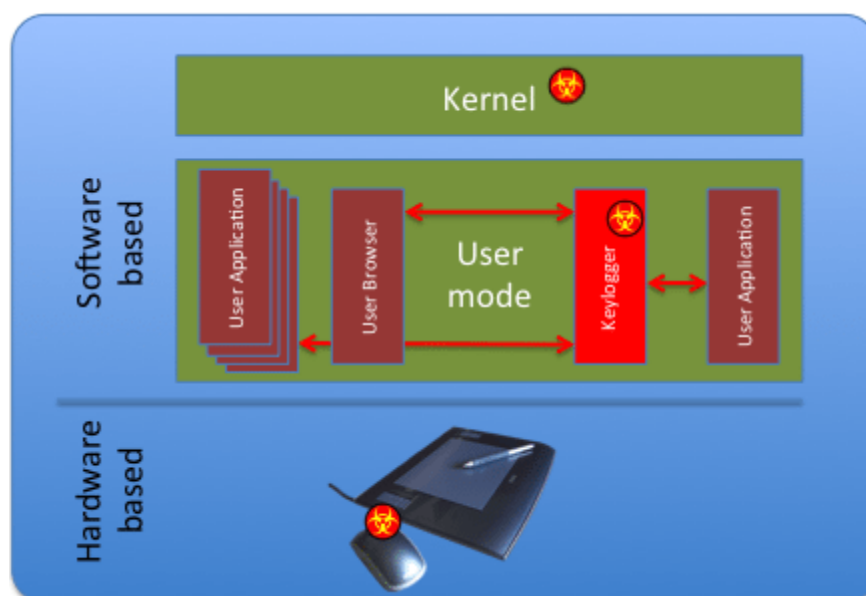 Kernel
Software
based
User Application
User Browser
User
mode
Keylogger
User Application
Hardware
based